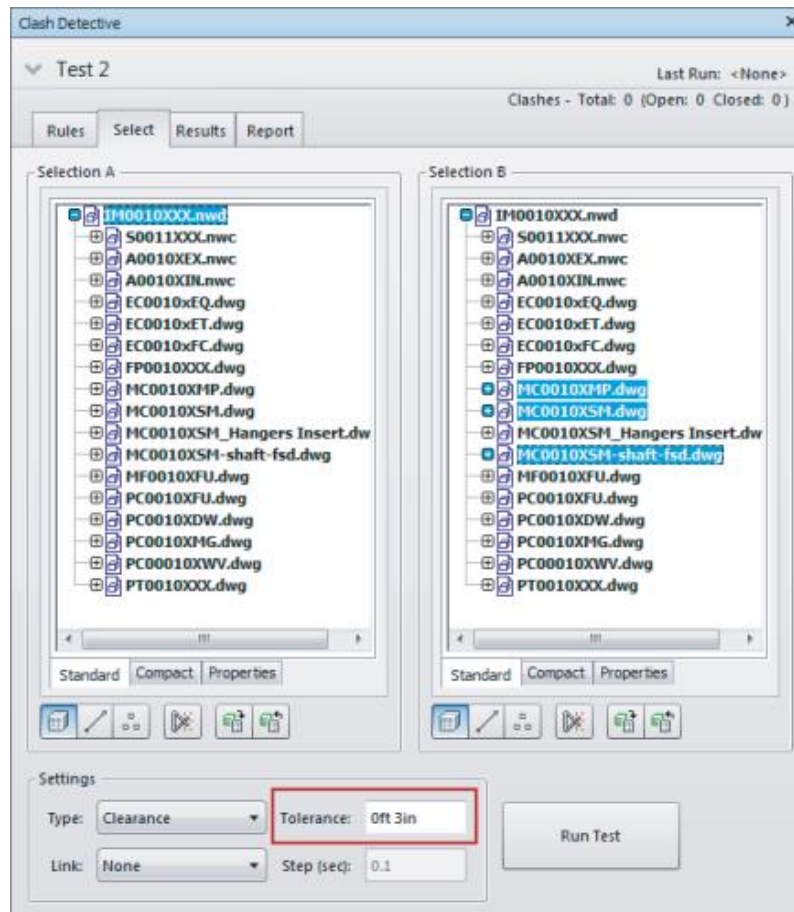 Clash Detective
Test 2
Last Run: <None>
Clashes - Total: 0 (Open: 0 Closed: 0)
Rules Select Results Report
Selection A
IM0010XXX.nwd
S0011XXX.nwc
A0010XEX.nwc
A0010XIN.nwc
EC0010xEQ.dwg
EC0010xET.dwg
EC0010xFC.dwg
FP0010XXX.dwg
MC0010XMP.dwg
MC0010XSM.dwg
MC0010XSM_Hangers Insert.dw
MC0010XSM-shaft-fsd.dwg
MF0010XFU.dwg
PC0010XFU.dwg
PC0010XDW.dwg
PC0010XMG.dwg
PC00010XWV.dwg
PT0010XXX.dwg
Standard Compact Properties
Selection B
IM0010XXX.nwd
S0011XXX.nwc
A0010XEX.nwc
A0010XIN.nwc
EC0010xEQ.dwg
EC0010xET.dwg
EC0010xFC.dwg
FP0010XXX.dwg
MC0010XMP.dwg
MC0010XSM.dwg
MC0010XSM_Hangers Insert.dw
MC0010XSM-shaft-fsd.dwg
MF0010XFU.dwg
PC0010XFU.dwg
PC0010XDW.dwg
PC0010XMG.dwg
PC00010XWV.dwg
PT0010XXX.dwg
Standard Compact Properties
Settings
Type: Clearance Tolerance: 0ft 3in
Link: None Step (sec): 0.1
Run Test